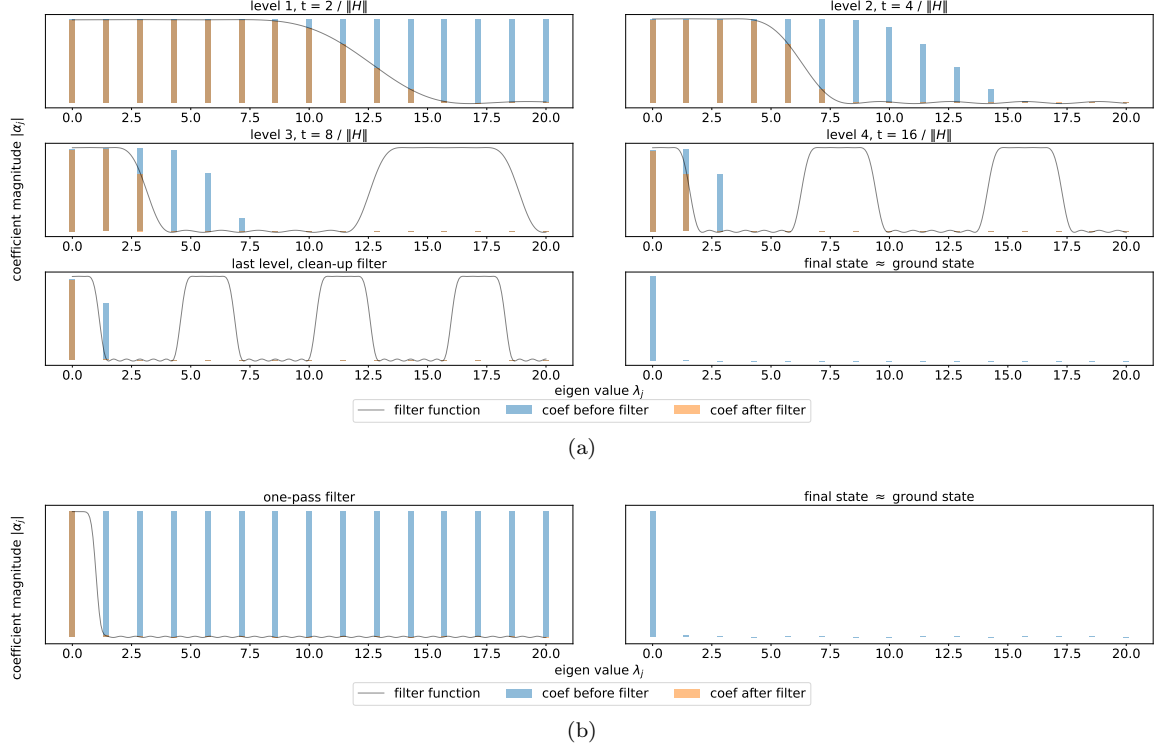 level 1, t = 2 / ‖H‖
level 2, t = 4 / ‖H‖
0.0 2.5 5.0 7.5 10.0 12.5 15.0 17.5 20.0
0.0 2.5 5.0 7.5 10.0 12.5 15.0 17.5 20.0
level 3, t = 8 / ‖H‖
level 4, t = 16 / ‖H‖
coefficient magnitude |αⱼ|
0.0 2.5 5.0 7.5 10.0 12.5 15.0 17.5 20.0
0.0 2.5 5.0 7.5 10.0 12.5 15.0 17.5 20.0
last level, clean-up filter
final state ≈ ground state
0.0 2.5 5.0 7.5 10.0 12.5 15.0 17.5 20.0
0.0 2.5 5.0 7.5 10.0 12.5 15.0 17.5 20.0
eigen value λⱼ
filter function coef before filter coef after filter
(a)
one-pass filter
final state ≈ ground state
coefficient magnitude |αⱼ|
0.0 2.5 5.0 7.5 10.0 12.5 15.0 17.5 20.0
0.0 2.5 5.0 7.5 10.0 12.5 15.0 17.5 20.0
eigen value λⱼ
filter function coef before filter coef after filter
(b)